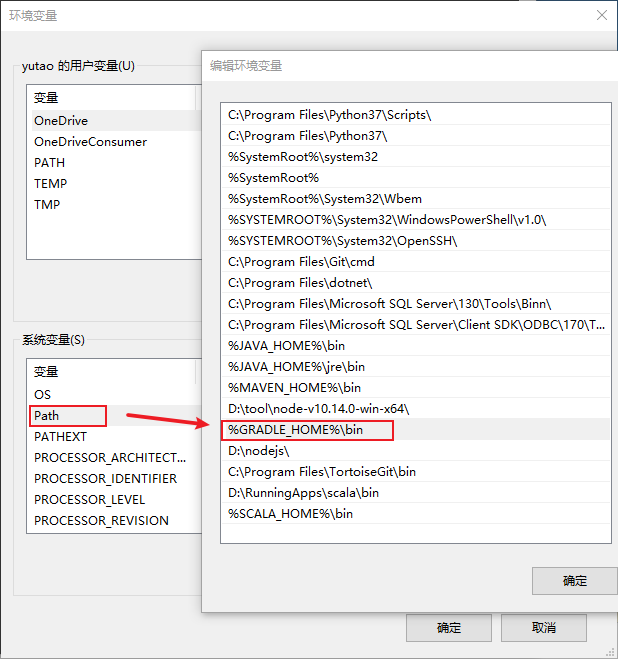 环境变量
yutao 的用户变量(U)
变量
OneDrive
OneDriveConsumer
PATH
TEMP
TMP
系统变量(S)
变量
OS
Path
PATHEXT
PROCESSOR_ARCHITECT...
PROCESSOR_IDENTIFIER
PROCESSOR_LEVEL
PROCESSOR_REVISION
编辑环境变量
C:\Program Files\Python37\Scripts\
C:\Program Files\Python37\
%SystemRoot%\system32
%SystemRoot%
%SystemRoot%\System32\Wbem
%SYSTEMROOT%\System32\WindowsPowerShell\v1.0\
%SYSTEMROOT%\System32\OpenSSH\
C:\Program Files\Git\cmd
C:\Program Files\dotnet\
C:\Program Files\Microsoft SQL Server\130\Tools\Binn\
C:\Program Files\Microsoft SQL Server\Client SDK\ODBC\170\T...
%JAVA_HOME%\bin
%JAVA_HOME%\jre\bin
%MAVEN_HOME%\bin
D:\tool\node-v10.14.0-win-x64\
%GRADLE_HOME%\bin
D:\nodejs\
C:\Program Files\TortoiseGit\bin
D:\RunningApps\scala\bin
%SCALA_HOME%\bin
确定
确定
取消